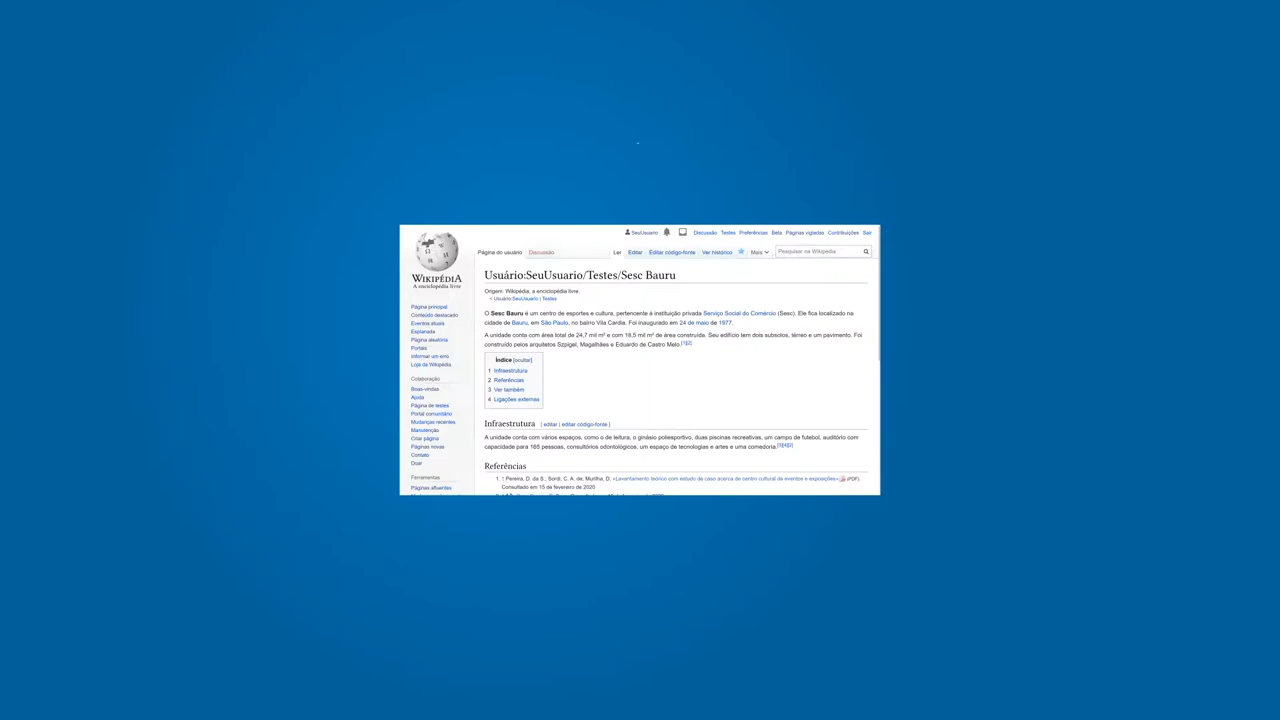 SeuUsuario Discussão Testes Preferências Beta Páginas vigiadas Contribuições Sair
Página do usuário Discussão Ler Editar Editar código-fonte Ver histórico Mais Pesquisar na Wikipédia
WIKIPÉDIA
A enciclopédia livre
Página principal
Conteúdo destacado
Eventos atuais
Esplanada
Página aleatória
Portais
Informar um erro
Loja da Wikipédia
Colaboração
Boas-vindas
Ajuda
Página de testes
Portal comunitário
Mudanças recentes
Manutenção
Criar página
Páginas novas
Contato
Doar
Ferramentas
Páginas afluentes
Usuário:SeuUsuario/Testes/Sesc Bauru
Origem: Wikipédia, a enciclopédia livre.
< Usuário:SeuUsuario | Testes
O Sesc Bauru é um centro de esportes e cultura, pertencente à instituição privada Serviço Social do Comércio (Sesc). Ele fica localizado na
cidade de Bauru, em São Paulo, no bairro Vila Cardia. Foi inaugurado em 24 de maio de 1977.
A unidade conta com área total de 24,7 mil m² e com 18,5 mil m² de área construída. Seu edifício tem dois subsolos, térreo e um pavimento. Foi
construído pelos arquitetos Szpigel, Magalhães e Eduardo de Castro Melo.[1][2]
Índice [ocultar]
1 Infraestrutura
2 Referências
3 Ver também
4 Ligações externas
Infraestrutura [ editar | editar código-fonte ]
A unidade conta com vários espaços, como o de leitura, o ginásio poliesportivo, duas piscinas recreativas, um campo de futebol, auditório com
capacidade para 165 pessoas, consultórios odontológicos, um espaço de tecnologias e artes e uma comedoria.[3][4][2]
Referências
1. ↑ Pereira, D. da S.; Sordi, C. A. de; Murilha, D. «Levantamento teórico com estudo de caso acerca de centro cultural de eventos e exposições» (PDF).
Consultado em 15 de fevereiro de 2020